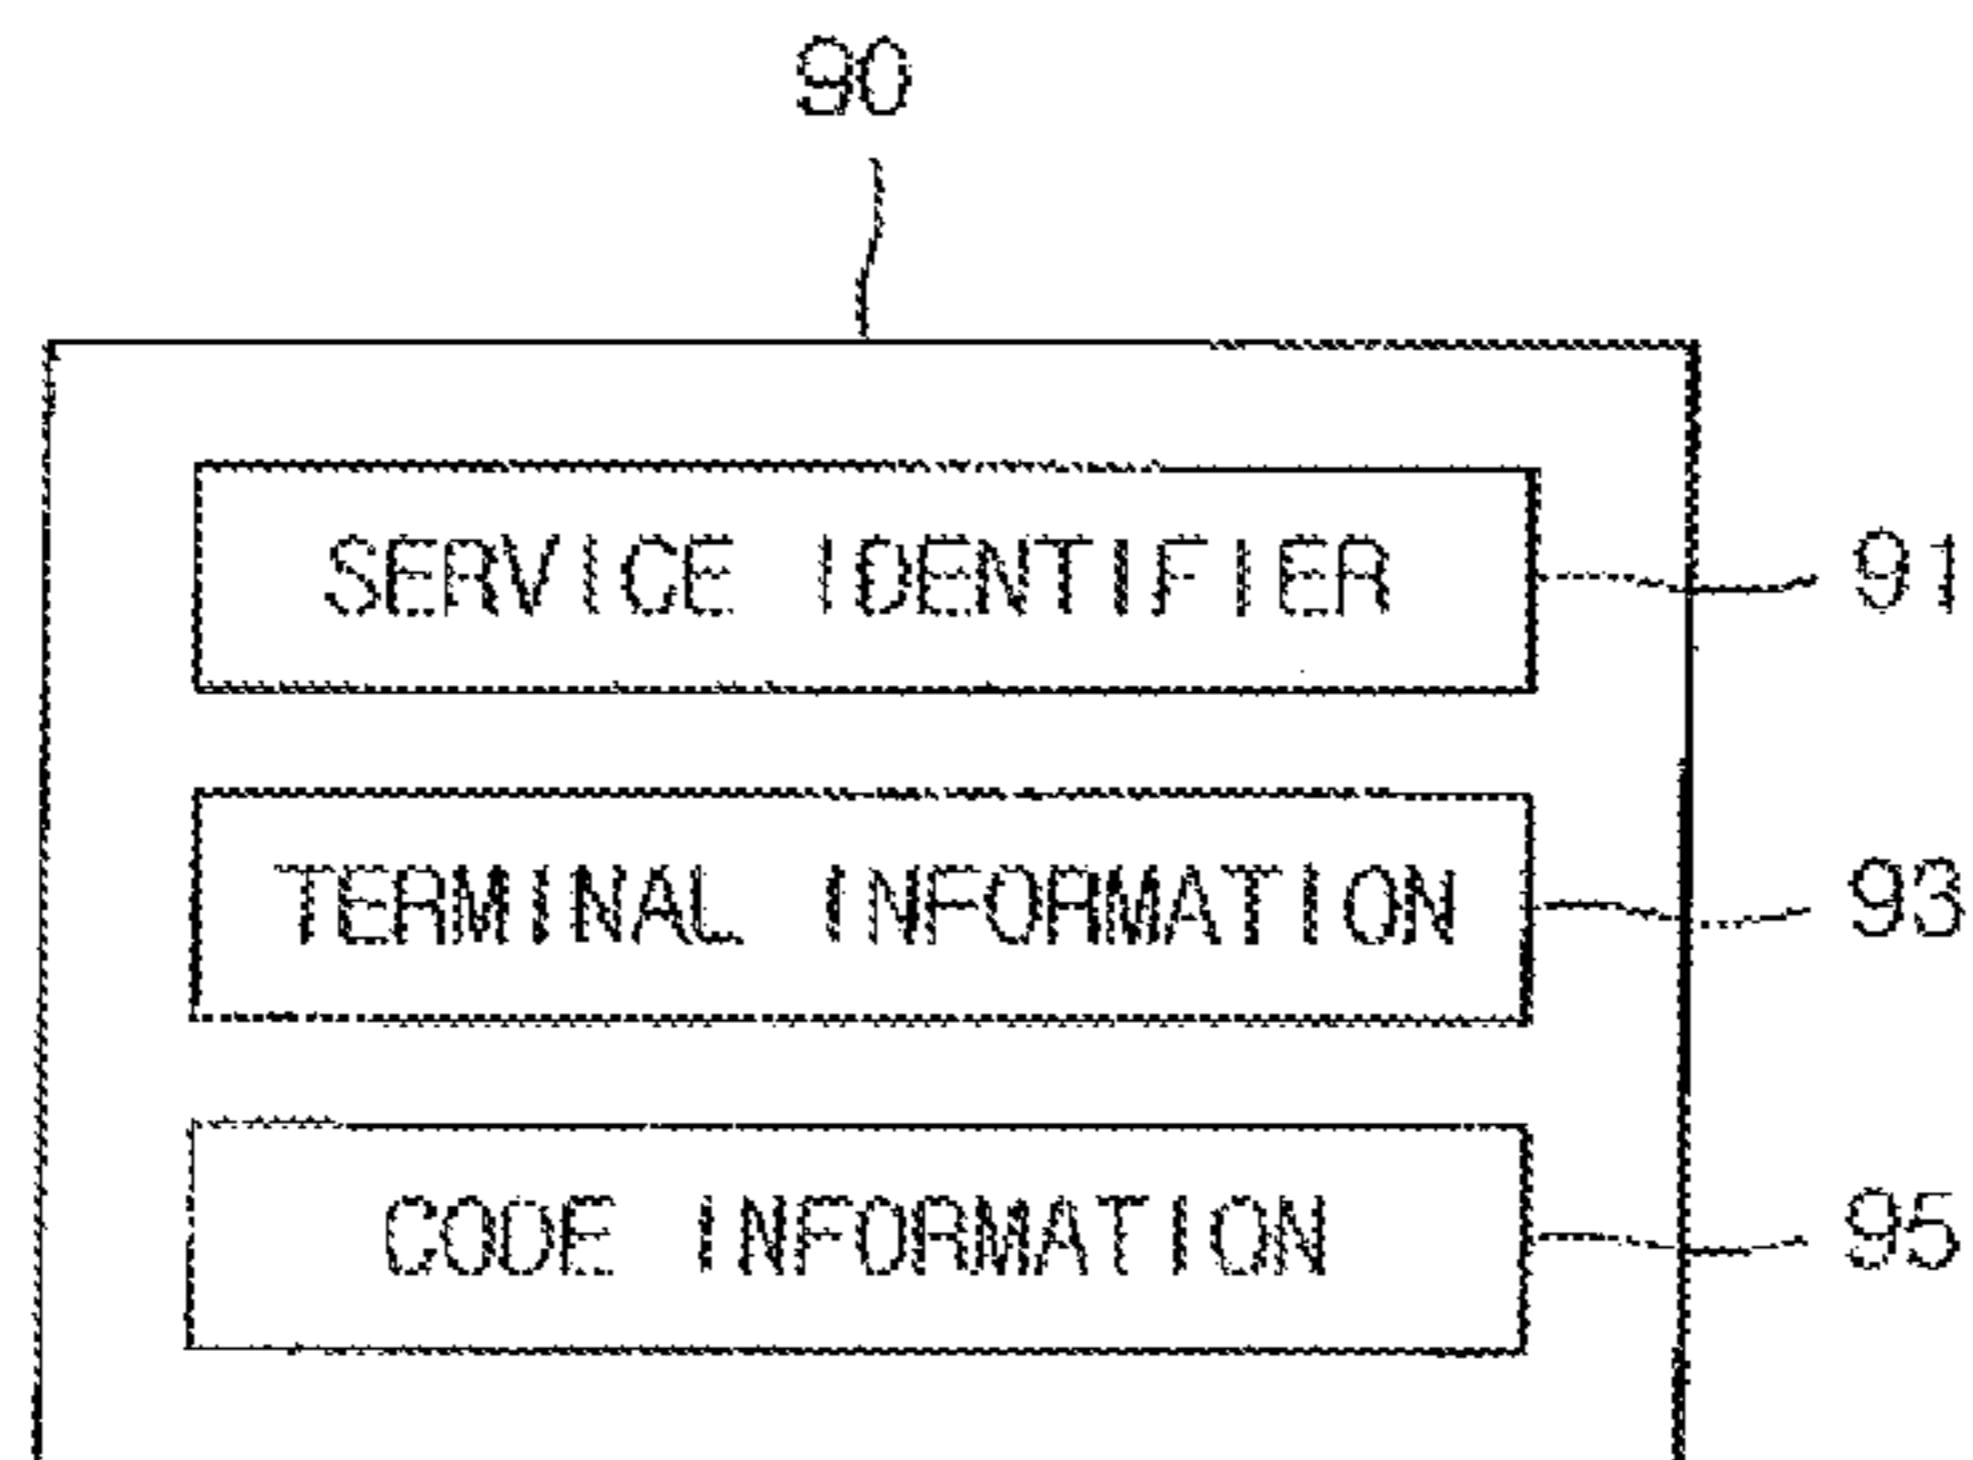 90
SERVICE IDENTIFIER 91
TERMINAL INFORMATION 93
CODE INFORMATION 95